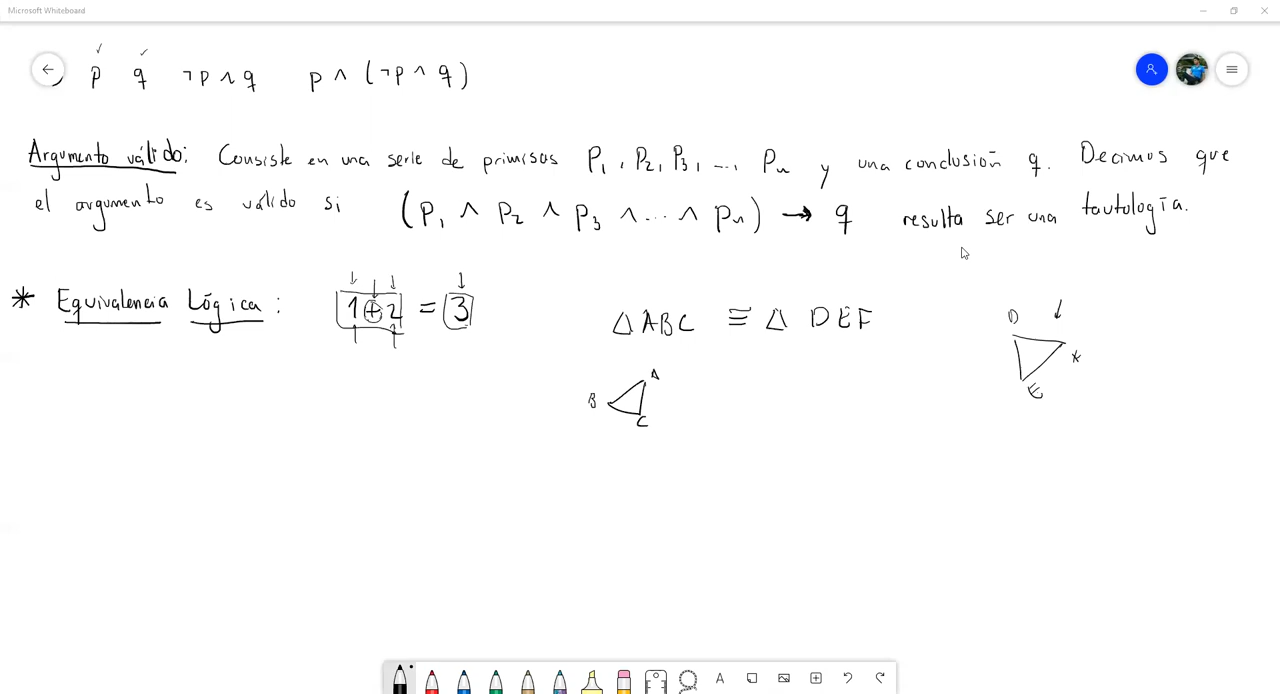 Microsoft Whiteboard
p q ¬p ∧ q p ∧ (¬p ∧ q)
Argumento válido: Consiste en una serie de primisas P1, P2, P3, ..., Pn y una conclusión q. Decimos que
el argumento es válido si (p1 ∧ p2 ∧ p3 ∧ ... ∧ pn) → q resulta ser una tautología.
* Equivalencia Lógica: 1 + 2 = 3 △ABC ≅ △ DEF
D
*
E
A
B
C
A